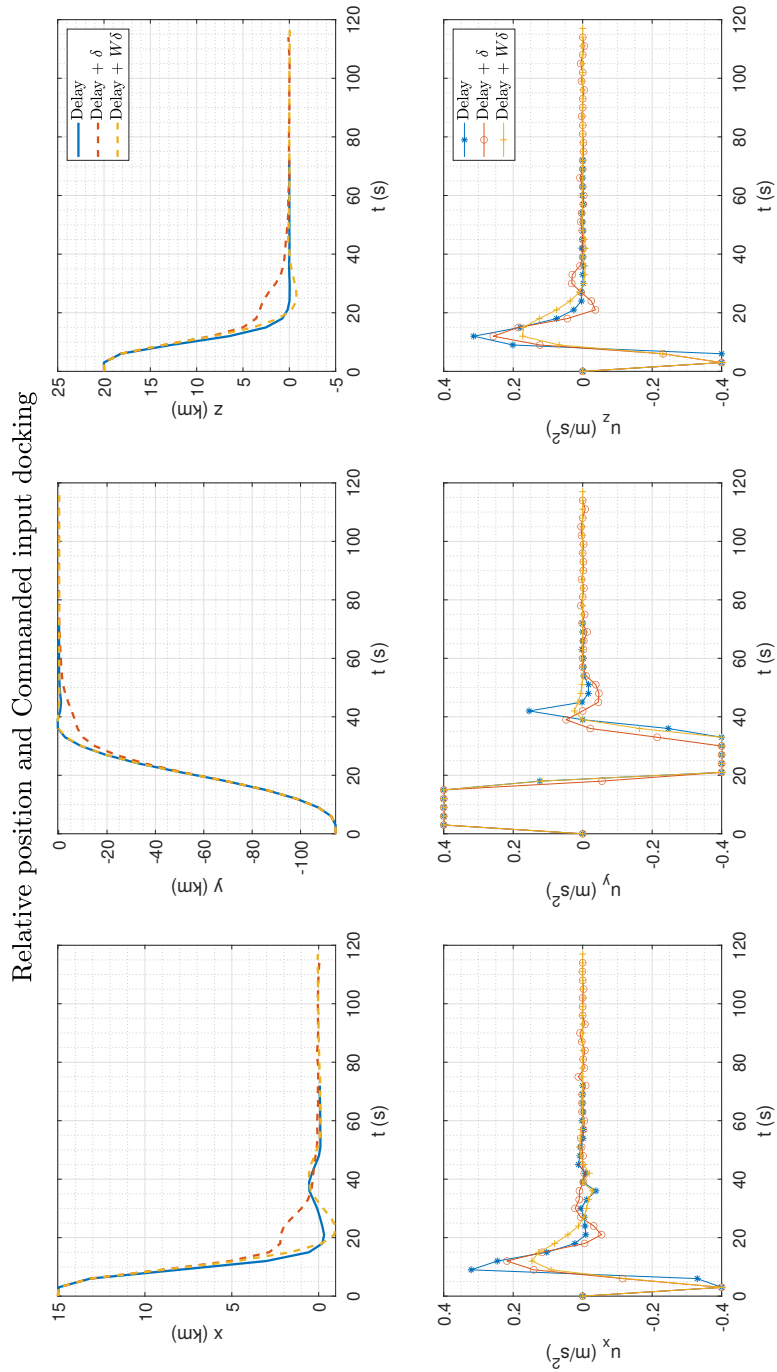 Relative position and Commanded input docking
15
10
5
0
x (km)
0 20 40 60 80 100 120
t (s)
0
-20
-40
-60
-80
-100
y (km)
0 20 40 60 80 100 120
t (s)
25
20
15
10
5
0
-5
z (km)
0 20 40 60 80 100 120
t (s)
Delay
Delay + δ
Delay + Wδ
0.4
0.2
0
-0.2
-0.4
u_x (m/s²)
0 20 40 60 80 100 120
t (s)
0.4
0.2
0
-0.2
-0.4
u_y (m/s²)
0 20 40 60 80 100 120
t (s)
0.4
0.2
0
-0.2
-0.4
u_z (m/s²)
0 20 40 60 80 100 120
t (s)
Delay
Delay + δ
Delay + Wδ